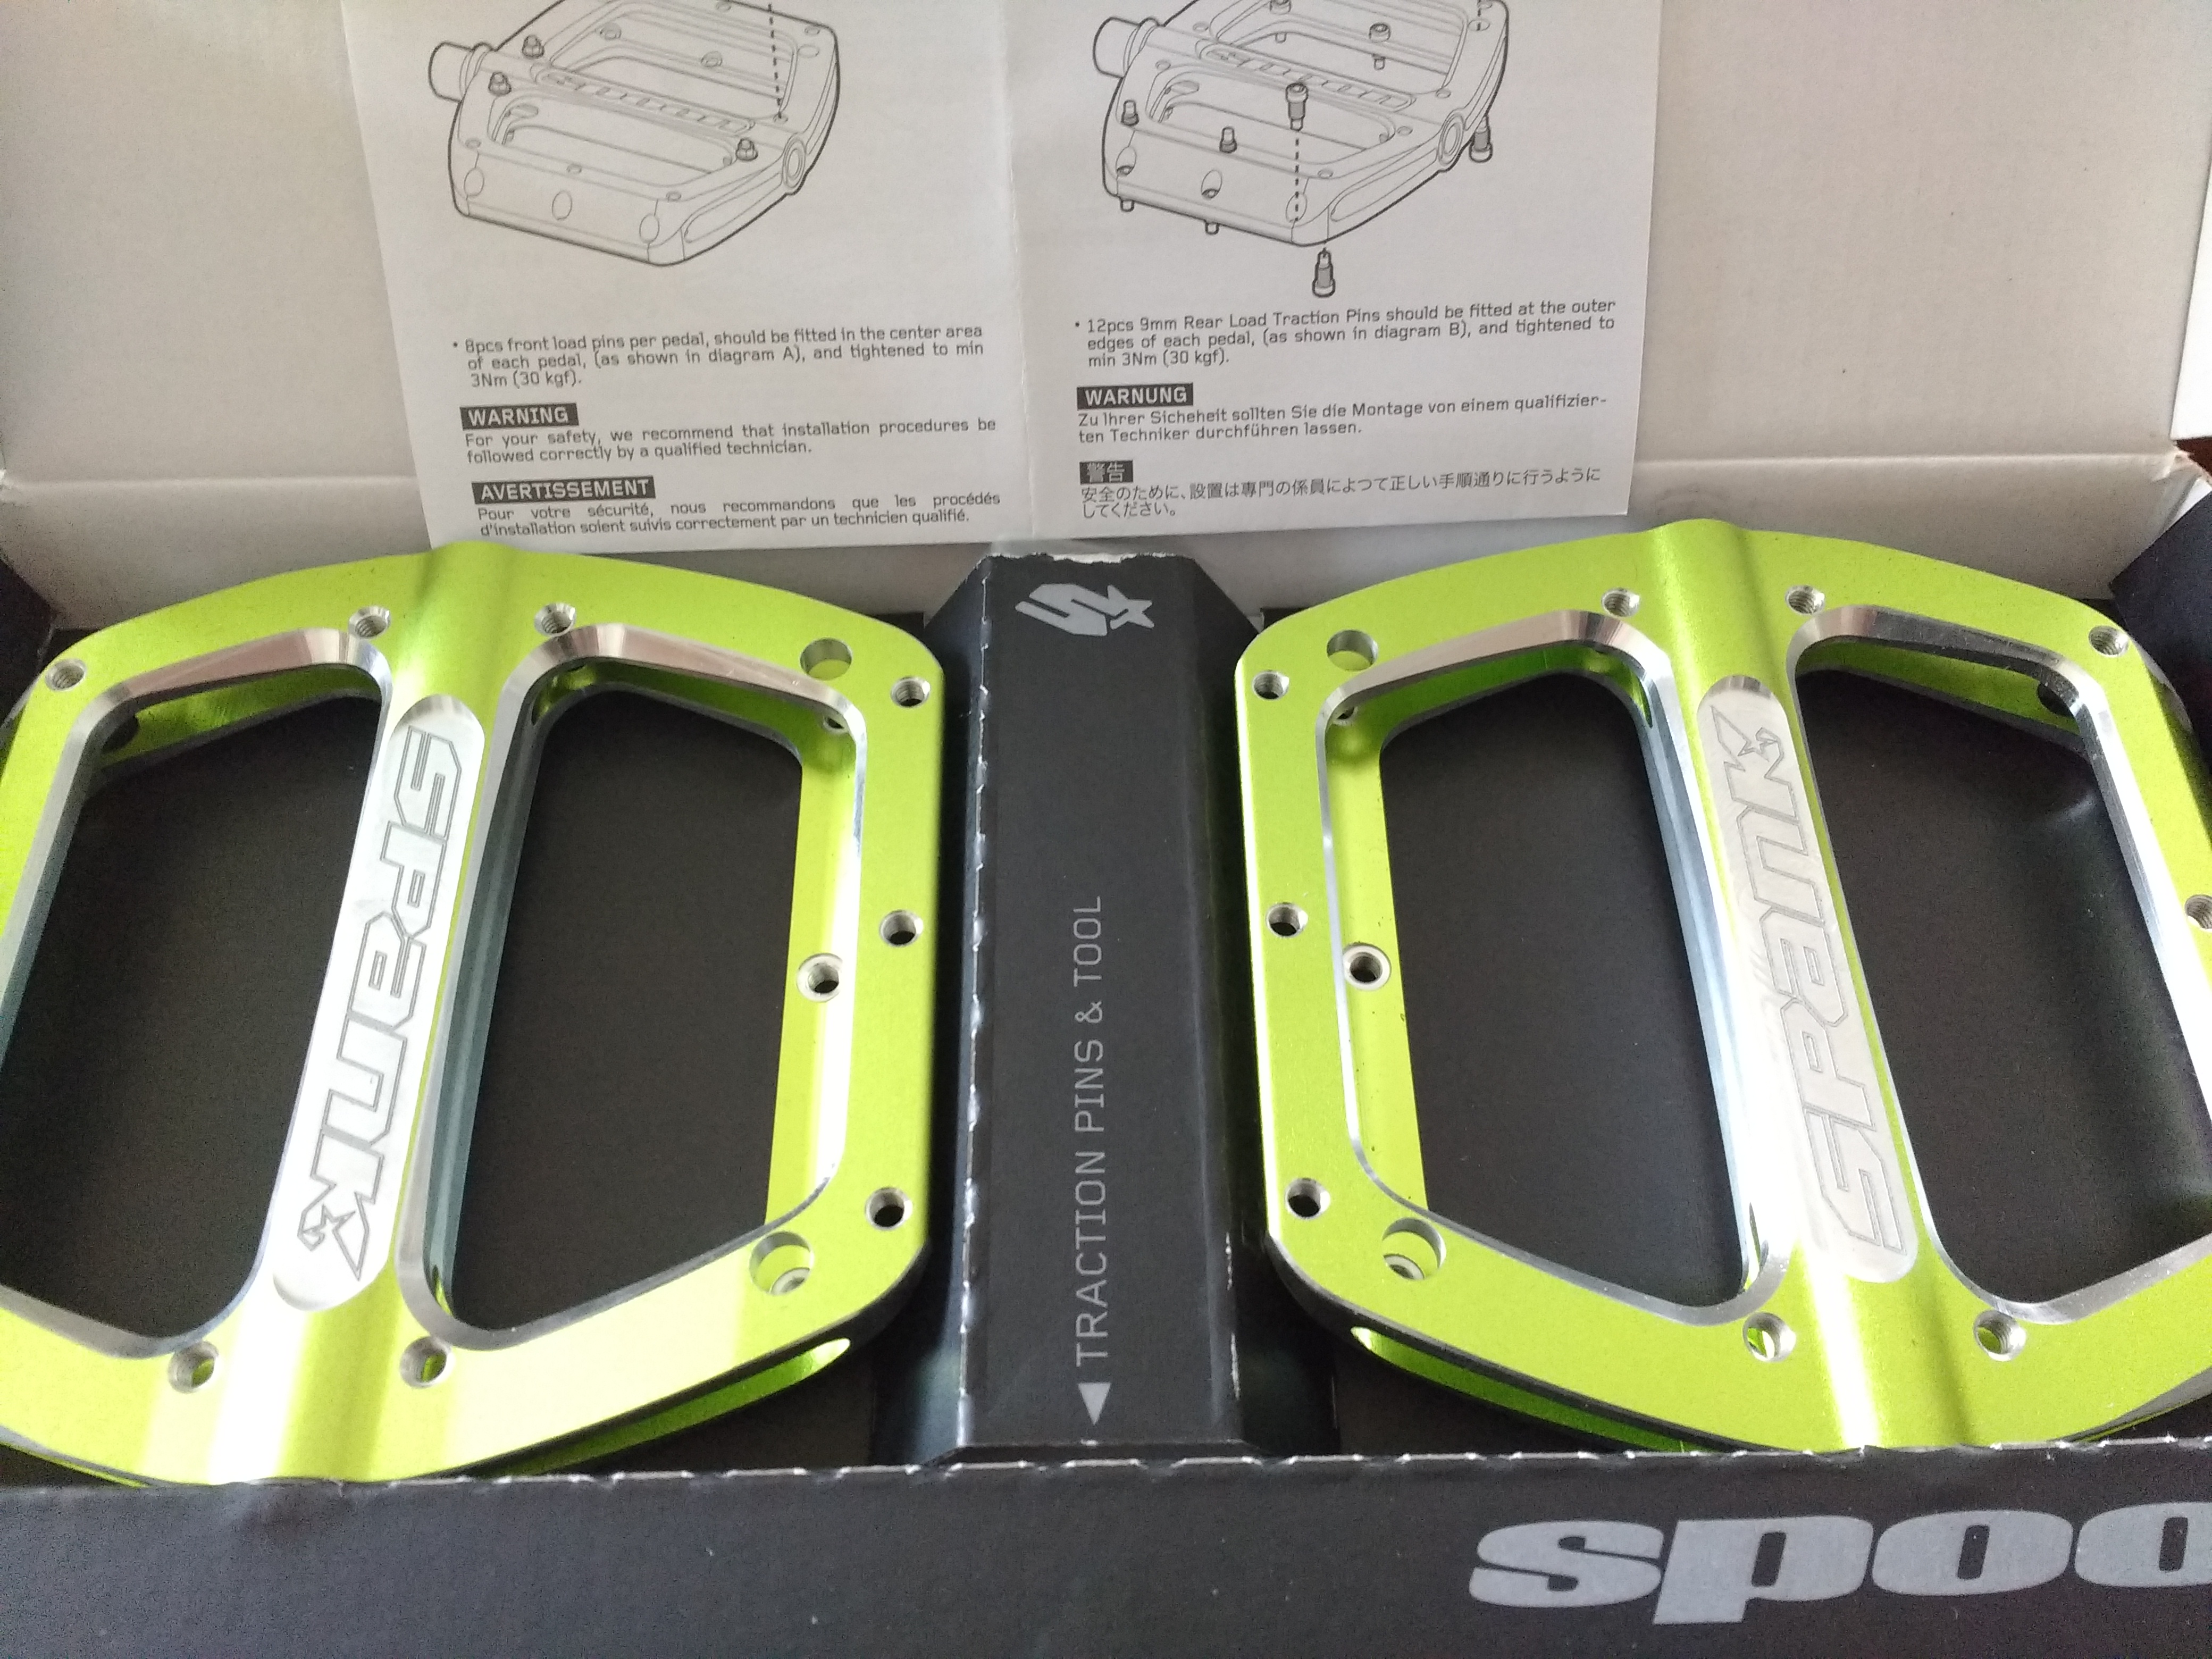 * 8pcs front load pins per pedal, should be fitted in the center area
of each pedal, (as shown in diagram A), and tightened to min
3Nm (30 kgf).
WARNING
For your safety, we recommend that installation procedures be
followed correctly by a qualified technician.
AVERTISSEMENT
Pour votre sécurité, nous recommandons que les procédés
d'installation soient suivis correctement par un technicien qualifié.
* 12pcs 9mm Rear Load Traction Pins should be fitted at the outer
edges of each pedal, (as shown in diagram B), and tightened to
min 3Nm (30 kgf).
WARNUNG
Zu Ihrer Sicheheit sollten Sie die Montage von einem qualifizier-
ten Techniker durchführen lassen.
警告
安全のために、設置は専門の係員によつて正しい手順通りに行うように
してください。
spank
TRACTION PINS & TOOL
spank
spoo